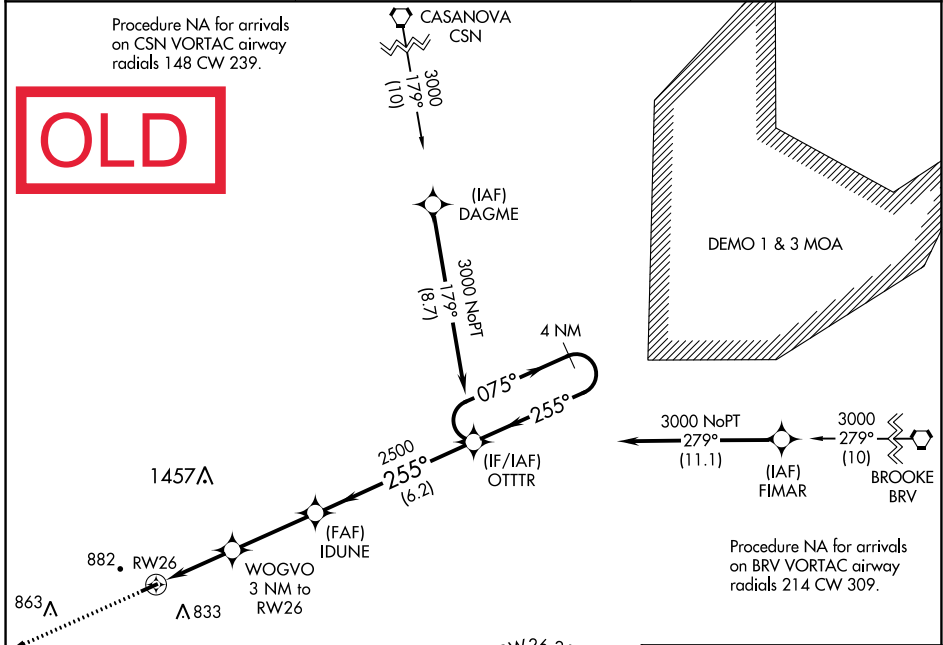 Procedure NA for arrivals
on CSN VORTAC airway
radials 148 CW 239.
CASANOVA
CSN
3000
179°
(10)
OLD
(IAF)
DAGME
DEMO 1 & 3 MOA
3000 NoPT
179°
(8.7)
4 NM
075°
255°
3000 NoPT
279°
(11.1)
3000
279°
(10)
(IAF)
FIMAR
BROOKE
BRV
(IF/IAF)
OTTTR
2500
255°
(6.2)
1457
(FAF)
IDUNE
WOGVO
3 NM to
RW26
882
RW26
863
833
Procedure NA for arrivals
on BRV VORTAC airway
radials 214 CW 309.